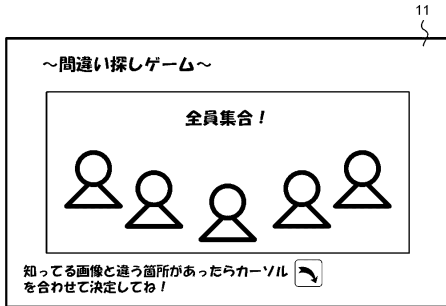 11
～間違い探しゲーム～
全員集合！
知ってる画像と違う箇所があったらカーソル
を合わせて決定してね！